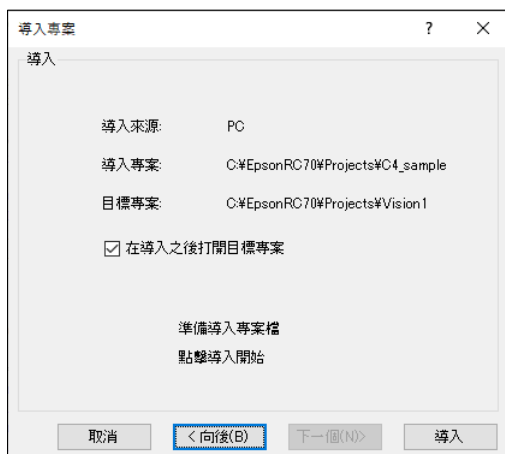 導入專案
導入
導入來源: PC
導入專案: C:¥EpsonRC70¥Projects¥C4_sample
目標專案: C:¥EpsonRC70¥Projects¥Vision1
在導入之後打開目標專案
準備導入專案檔
點擊導入開始
取消 <向後(B) 下一個(N)> 導入